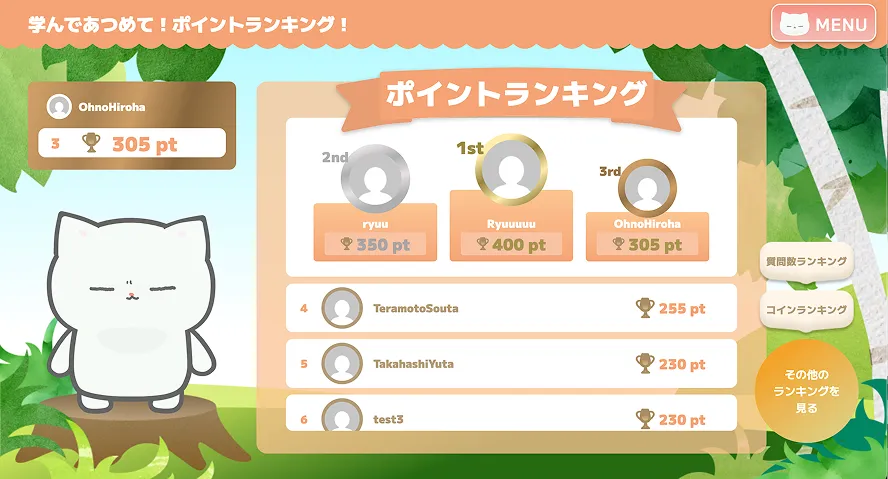 学んであつめて！ポイントランキング！
MENU
OhnoHiroha
3
305 pt
ポイントランキング
2nd
1st
3rd
ryuu
350 pt
Ryuuuuu
400 pt
OhnoHiroha
305 pt
4 TeramotoSouta 255 pt
5 TakahashiYuta 230 pt
6 test3 230 pt
質問数ランキング
コインランキング
その他の
ランキングを
見る